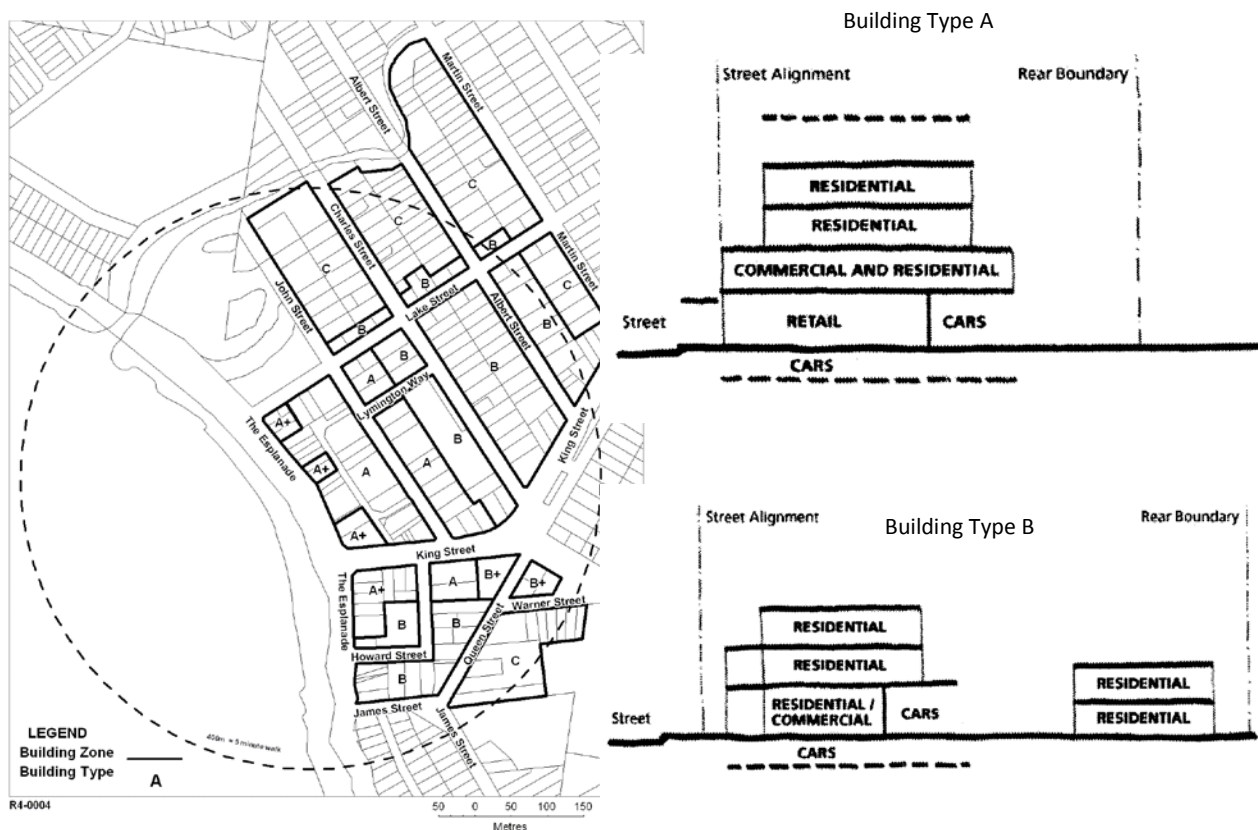 Martin Street
Albert Street
C
C
Charles Street
B
Martin Street
C
John Street
C
B
Lake Street
Albert Street
B
B
B
A
B
Lymington Way
The Esplanade
A+
B
King Street
A+
A
A
A+
King Street
The Esplanade
A+
A
B+
B+
Warner Street
B
B
Queen Street
Howard Street
C
B
James Street
James Street
400m = 5 minute walk
LEGEND
Building Zone
Building Type
A
R4-0004
50 0 50 100 150
Metres
Building Type A
Street Alignment
Rear Boundary
RESIDENTIAL
RESIDENTIAL
COMMERCIAL AND RESIDENTIAL
Street
RETAIL
CARS
CARS
Building Type B
Street Alignment
Rear Boundary
RESIDENTIAL
RESIDENTIAL
RESIDENTIAL
RESIDENTIAL /
COMMERCIAL
CARS
RESIDENTIAL
Street
CARS